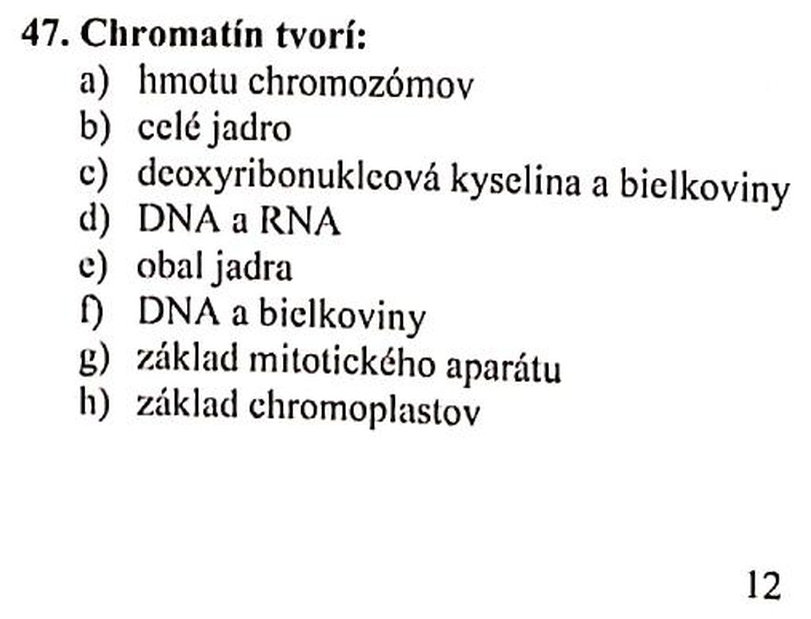 47. Chromatín tvorí:
a) hmotu chromozómov
b) celé jadro
c) deoxyribonukleová kyselina a bielkoviny
d) DNA a RNA
e) obal jadra
f) DNA a bielkoviny
g) základ mitotického aparátu
h) základ chromoplastov
12